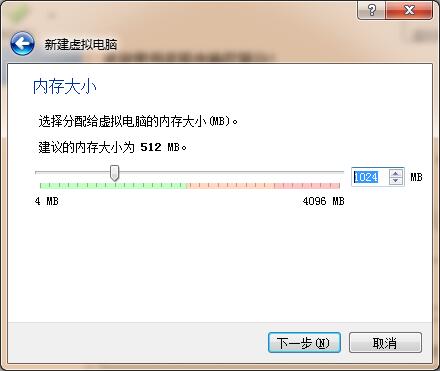 新建虚拟电脑
内存大小
选择分配给虚拟电脑的内存大小(MB)。
建议的内存大小为 512 MB。
1024 MB
4 MB 4096 MB
下一步(N) 取消